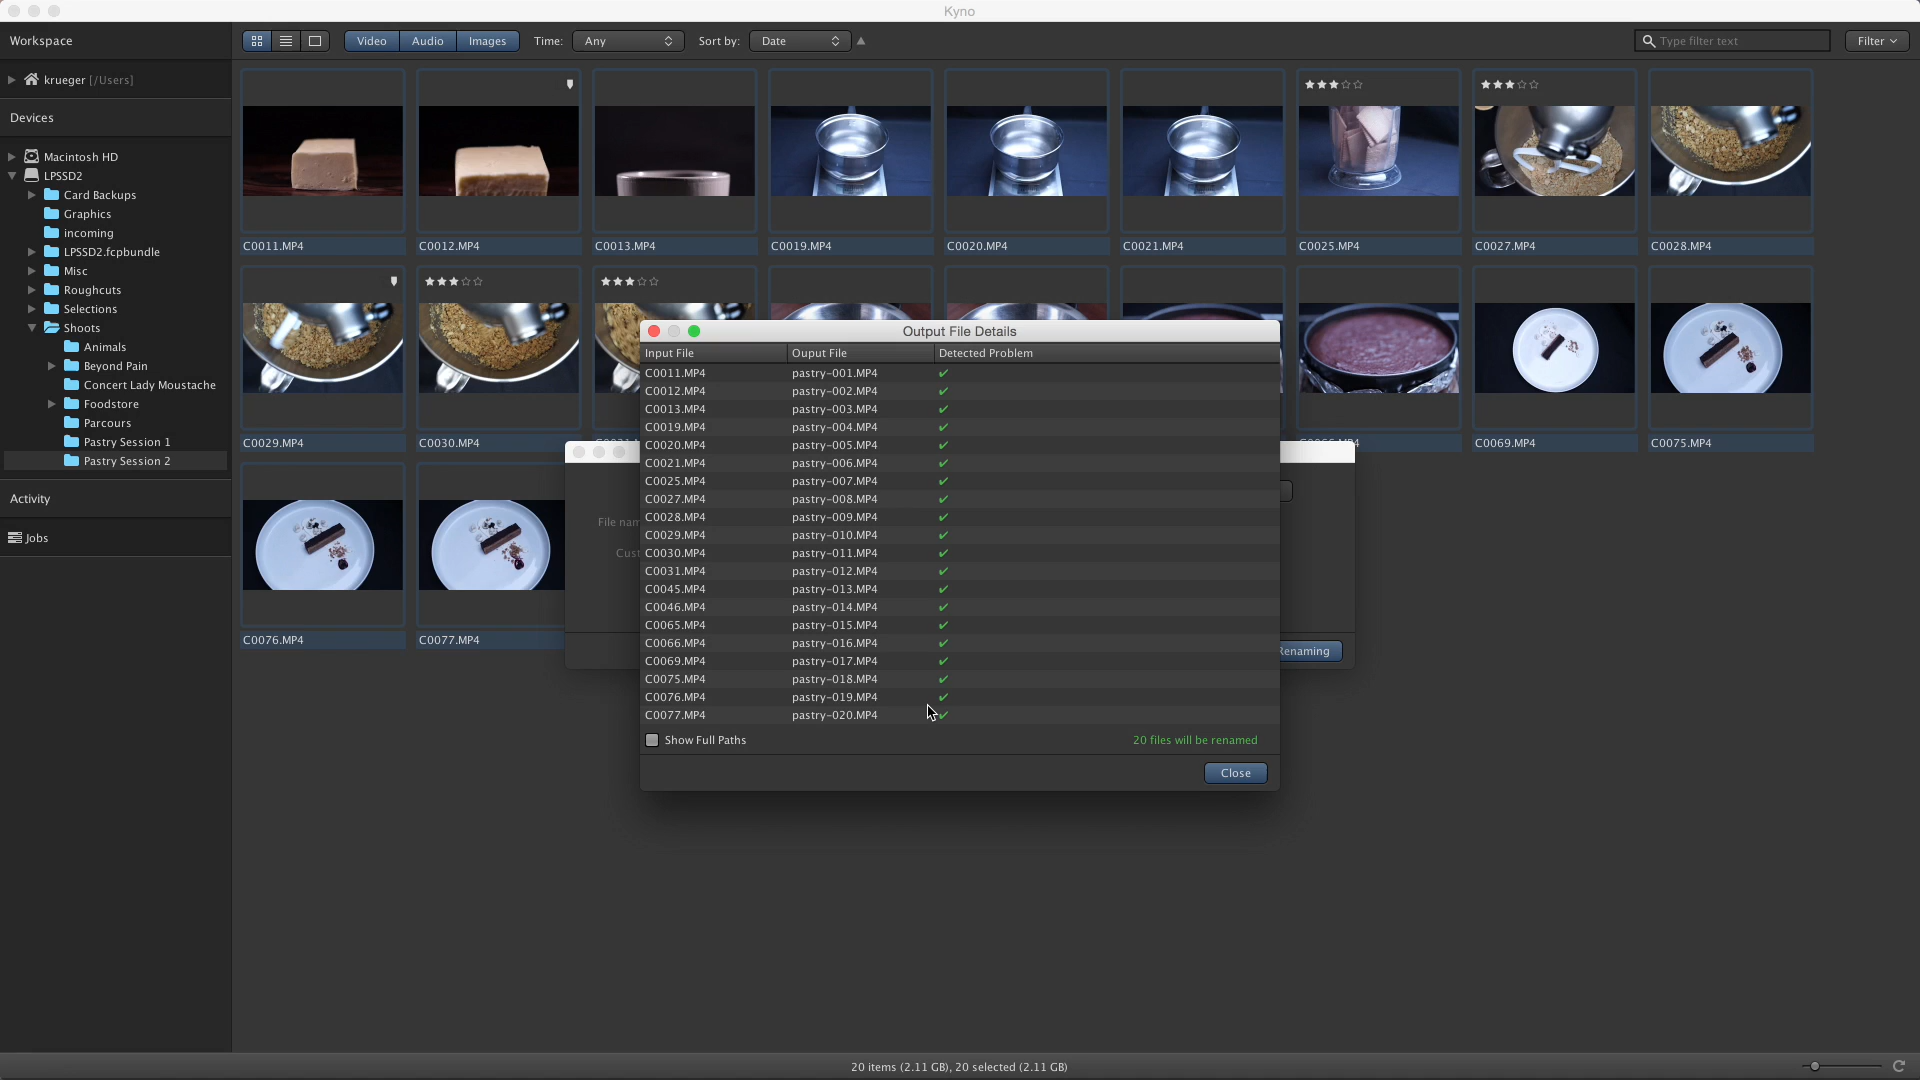 Kyno
Workspace
Video Audio Images Time: Any Sort by: Date Type filter text Filter
krueger [/Users]
Devices
Macintosh HD
LPSSD2
Card Backups
Graphics
incoming
LPSSD2.fcpbundle
Misc
Roughcuts
Selections
Shoots
Animals
Beyond Pain
Concert Lady Moustache
Foodstore
Parcours
Pastry Session 1
Pastry Session 2
Activity
Jobs
C0011.MP4 C0012.MP4 C0013.MP4 C0019.MP4 C0020.MP4 C0021.MP4 C0025.MP4 C0027.MP4 C0028.MP4
C0029.MP4 C0030.MP4 C0069.MP4 C0075.MP4
C0076.MP4 C0077.MP4
File nam
Cust
Renaming
Output File Details
Input File Ouput File Detected Problem
C0011.MP4 pastry-001.MP4
C0012.MP4 pastry-002.MP4
C0013.MP4 pastry-003.MP4
C0019.MP4 pastry-004.MP4
C0020.MP4 pastry-005.MP4
C0021.MP4 pastry-006.MP4
C0025.MP4 pastry-007.MP4
C0027.MP4 pastry-008.MP4
C0028.MP4 pastry-009.MP4
C0029.MP4 pastry-010.MP4
C0030.MP4 pastry-011.MP4
C0031.MP4 pastry-012.MP4
C0045.MP4 pastry-013.MP4
C0046.MP4 pastry-014.MP4
C0065.MP4 pastry-015.MP4
C0066.MP4 pastry-016.MP4
C0069.MP4 pastry-017.MP4
C0075.MP4 pastry-018.MP4
C0076.MP4 pastry-019.MP4
C0077.MP4 pastry-020.MP4
Show Full Paths 20 files will be renamed
Close
20 items (2.11 GB), 20 selected (2.11 GB)